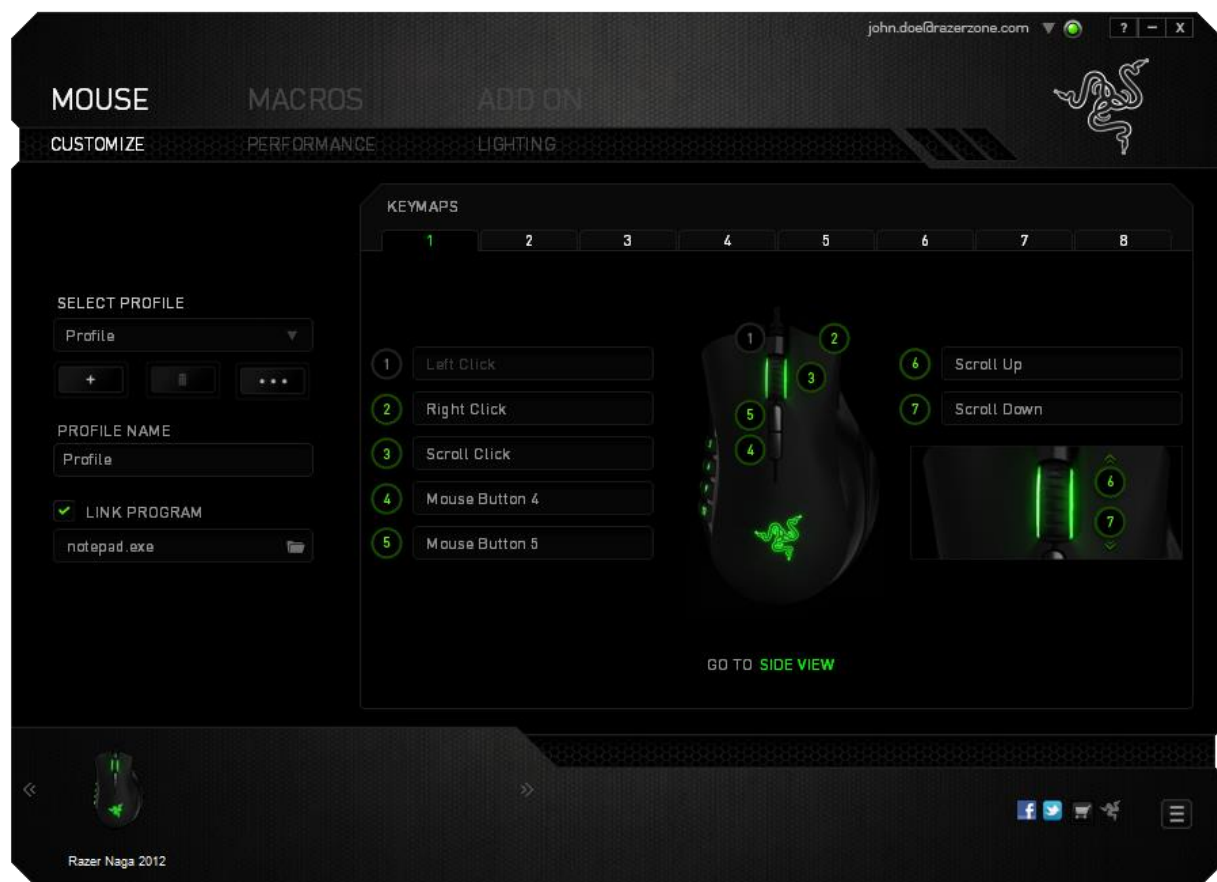 john.doe@razerzone.com
? – X
MOUSE MACROS ADD ON
CUSTOMIZE PERFORMANCE LIGHTING
KEYMAPS
1 2 3 4 5 6 7 8
SELECT PROFILE
Profile
+ •••
PROFILE NAME
Profile
LINK PROGRAM
notepad.exe
1 Left Click
2 Right Click
3 Scroll Click
4 Mouse Button 4
5 Mouse Button 5
1 2
3
5
4
6 Scroll Up
7 Scroll Down
6
7
GO TO SIDE VIEW
Razer Naga 2012